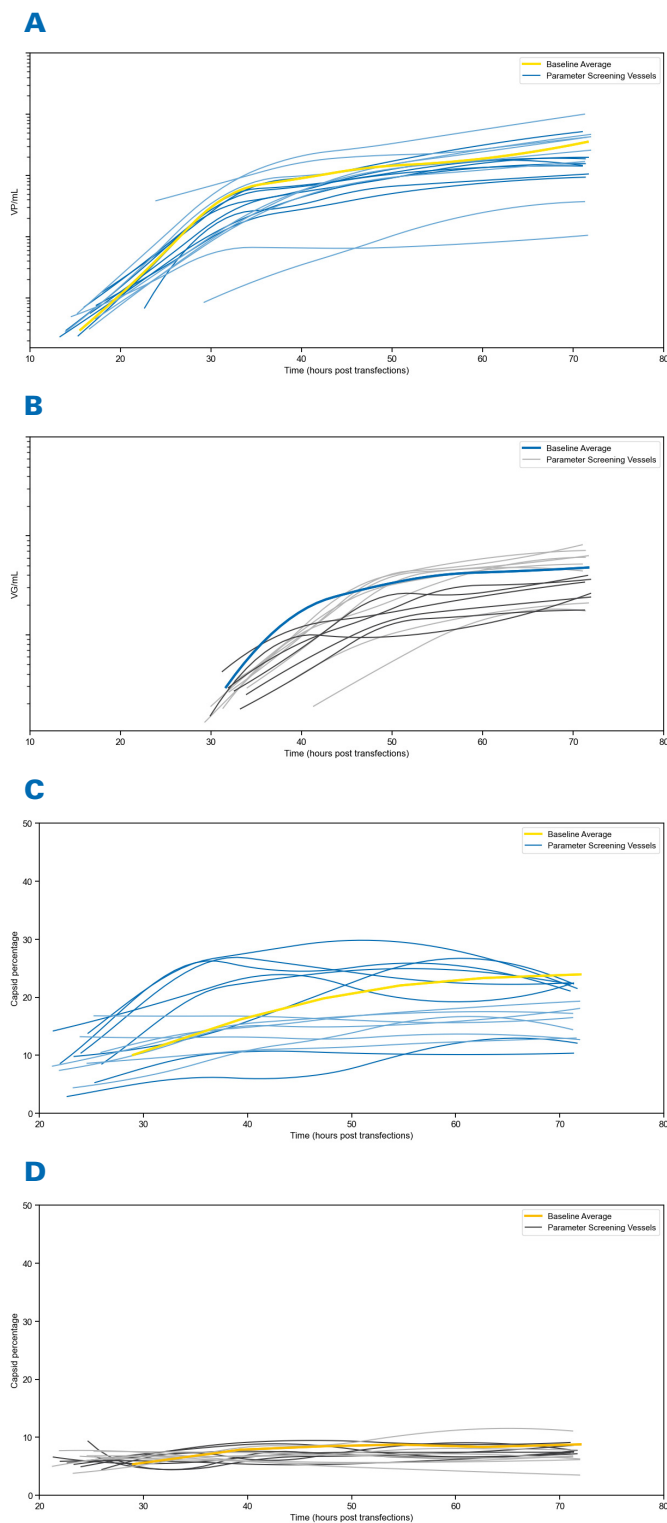 A
Baseline Average
Parameter Screening Vessels
VP/mL
10 20 30 40 50 60 70 80
Time (hours post transfections)
B
Baseline Average
Parameter Screening Vessels
VG/mL
10 20 30 40 50 60 70 80
Time (hours post transfections)
C
50
Baseline Average
Parameter Screening Vessels
40
30
Capsid percentage
20
10
0
20 30 40 50 60 70 80
Time (hours post transfections)
D
50
Baseline Average
Parameter Screening Vessels
40
30
Capsid percentage
20
10
0
20 30 40 50 60 70 80
Time (hours post transfections)